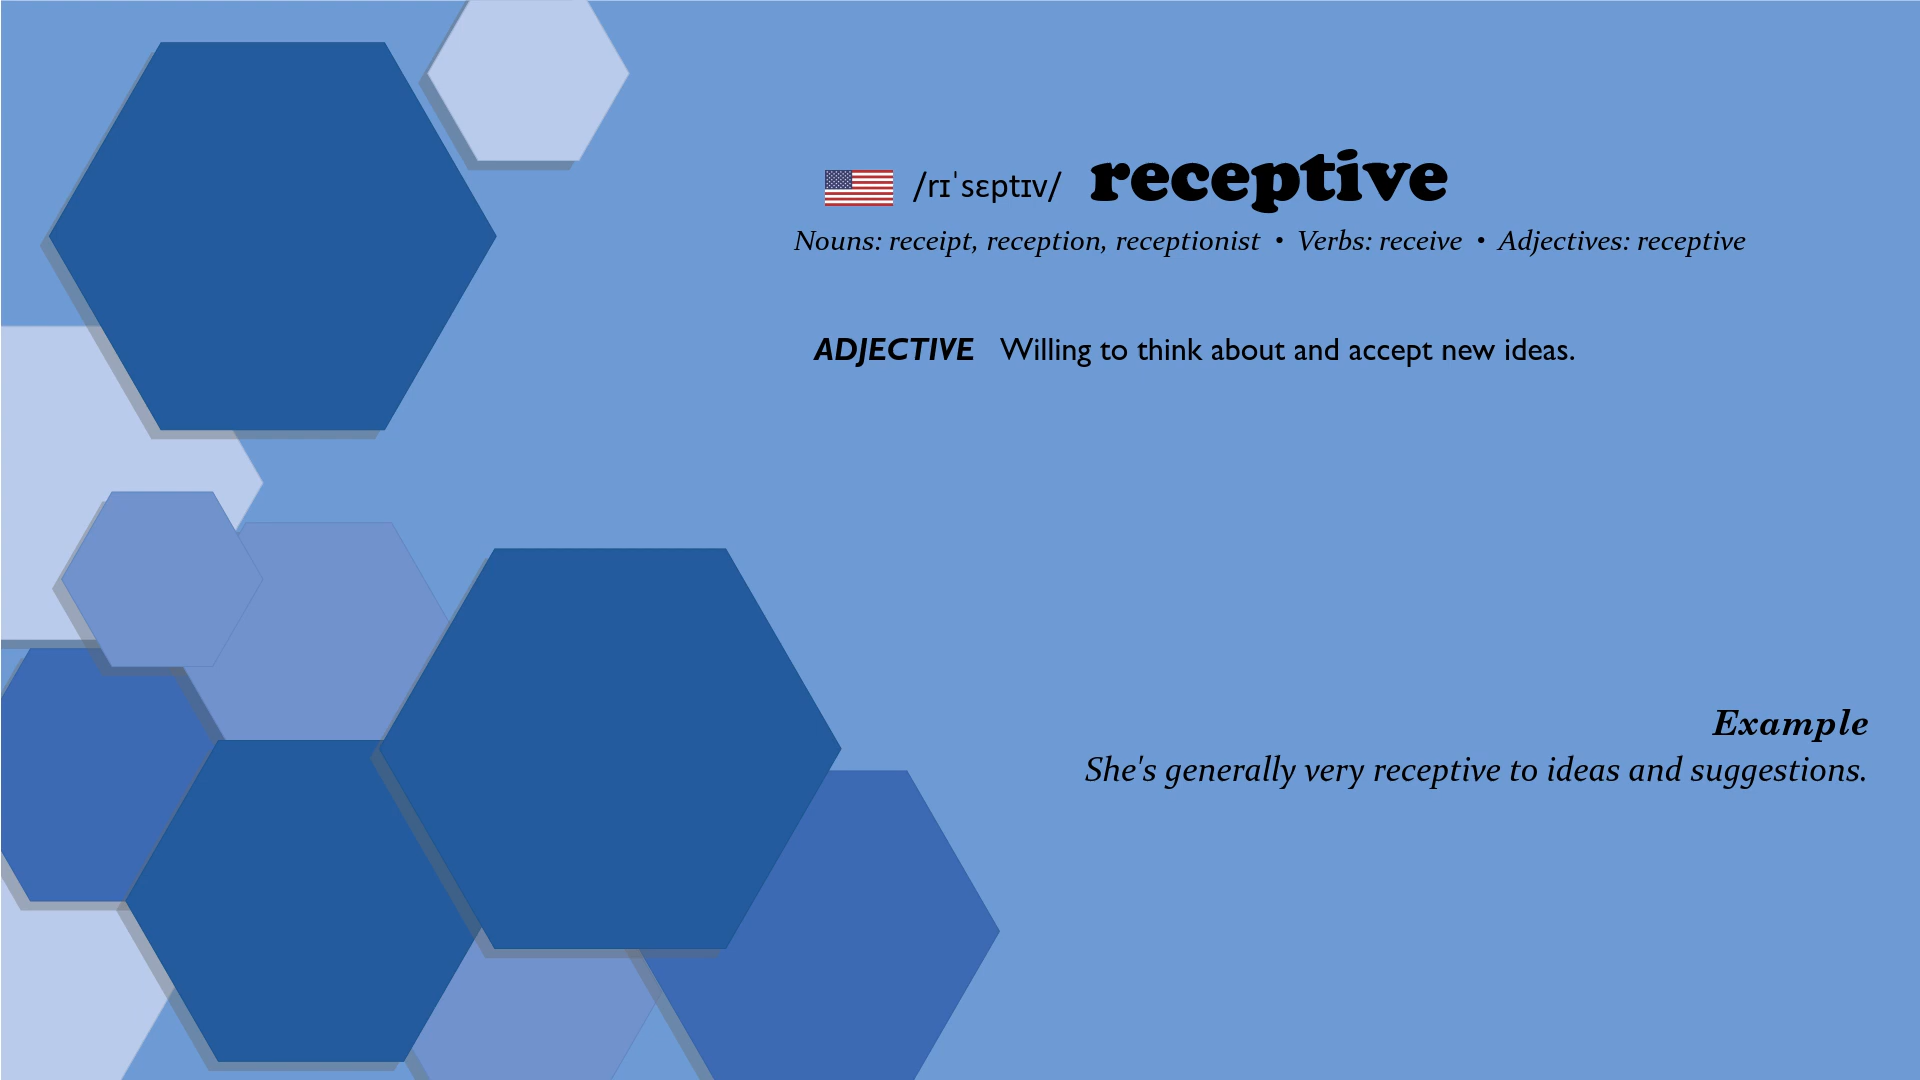 /rɪˈsɛptɪv/ receptive
Nouns: receipt, reception, receptionist • Verbs: receive • Adjectives: receptive
ADJECTIVE Willing to think about and accept new ideas.
Example
She's generally very receptive to ideas and suggestions.